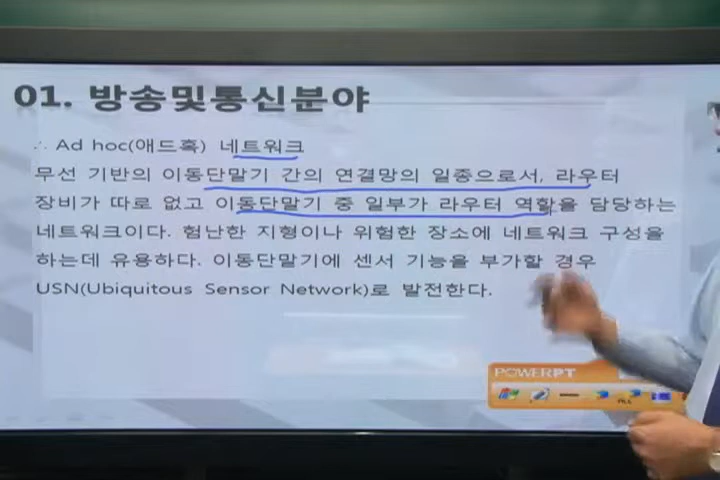 01. 방송및통신분야
∴ Ad hoc(애드혹) 네트워크
무선 기반의 이동단말기 간의 연결망의 일종으로서, 라우터
장비가 따로 없고 이동단말기 중 일부가 라우터 역할을 담당하는
네트워크이다. 험난한 지형이나 위험한 장소에 네트워크 구성을
하는데 유용하다. 이동단말기에 센서 기능을 부가할 경우
USN(Ubiquitous Sensor Network)로 발전한다.
POWERPT
ALL